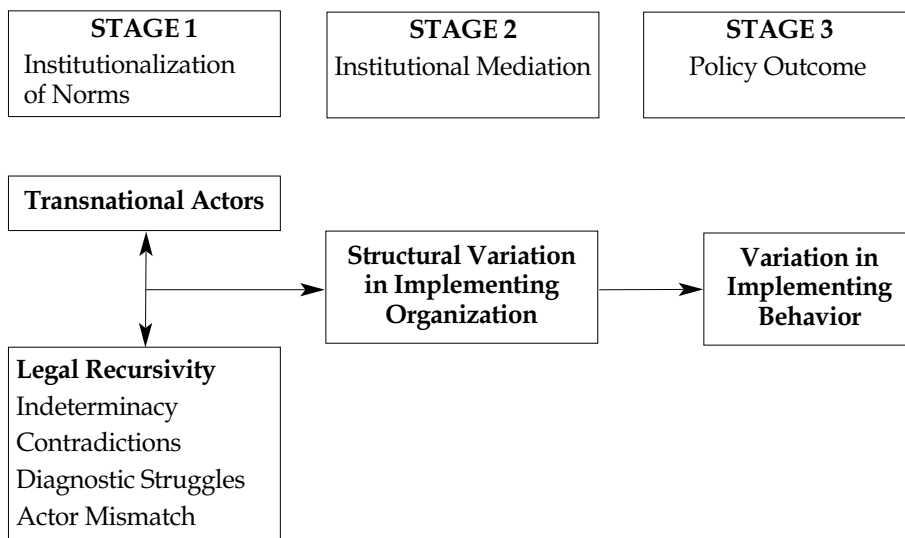 STAGE 1
Institutionalization
of Norms
STAGE 2
Institutional Mediation
STAGE 3
Policy Outcome
Transnational Actors
Structural Variation
in Implementing
Organization
Variation in
Implementing
Behavior
Legal Recursivity
Indeterminacy
Contradictions
Diagnostic Struggles
Actor Mismatch